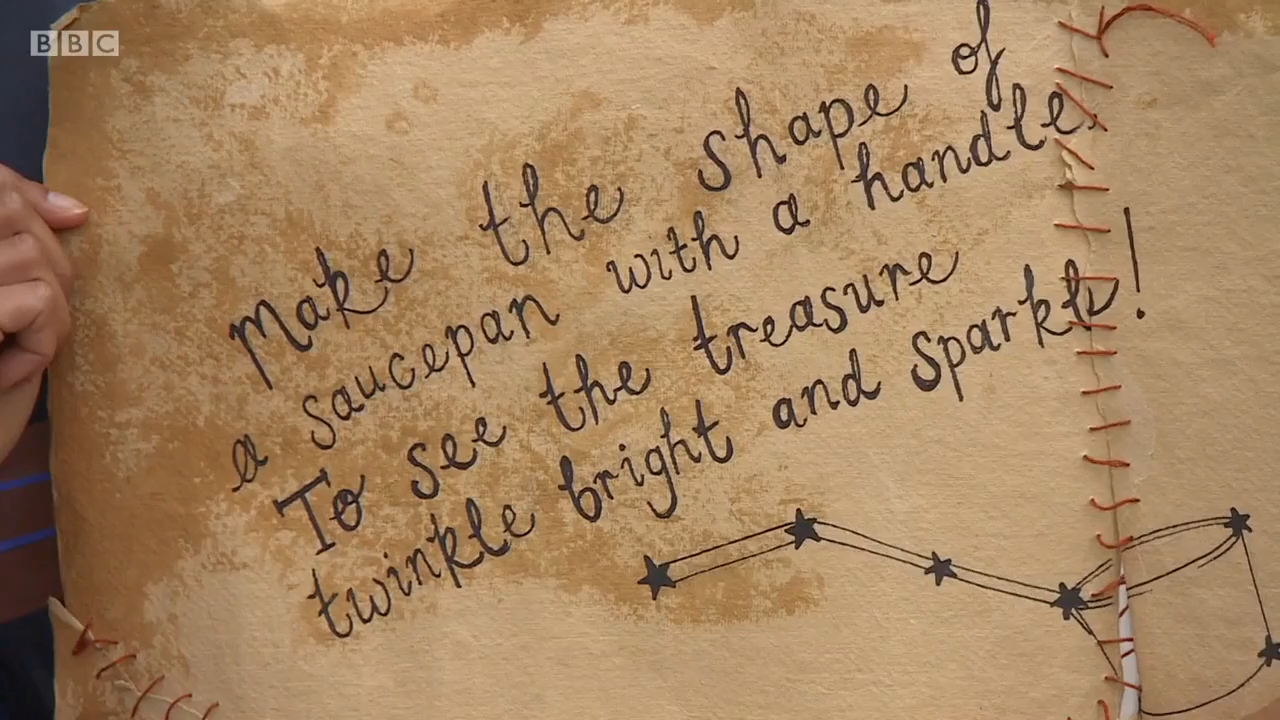 BBC
Make the shape of
a saucepan with a handle
To see the treasure
twinkle bright and sparkle!